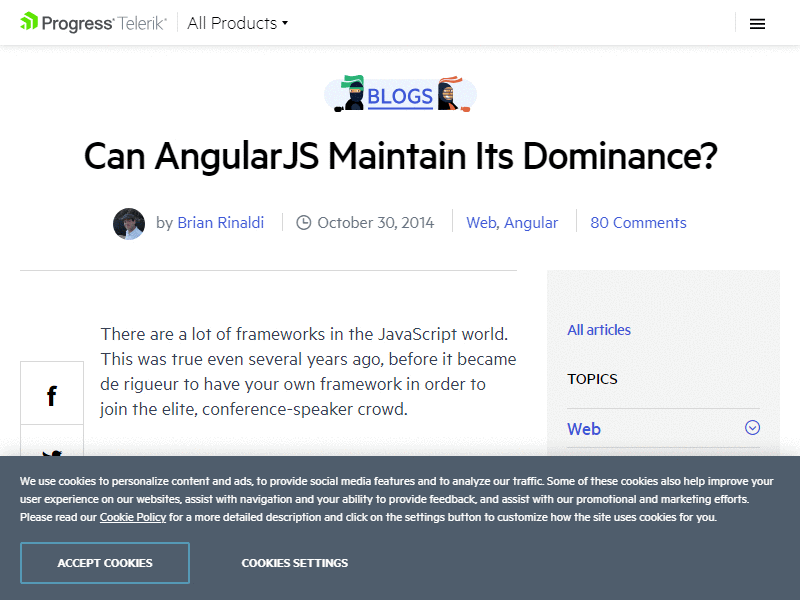 Progress Telerik All Products
BLOGS
Can AngularJS Maintain Its Dominance?
by Brian Rinaldi October 30, 2014 Web, Angular 80 Comments
There are a lot of frameworks in the JavaScript world.
This was true even several years ago, before it became
de rigueur to have your own framework in order to
join the elite, conference-speaker crowd.
All articles
TOPICS
Web
We use cookies to personalize content and ads, to provide social media features and to analyze our traffic. Some of these cookies also help improve your
user experience on our websites, assist with navigation and your ability to provide feedback, and assist with our promotional and marketing efforts.
Please read our Cookie Policy for a more detailed description and click on the settings button to customize how the site uses cookies for you.
ACCEPT COOKIES COOKIES SETTINGS